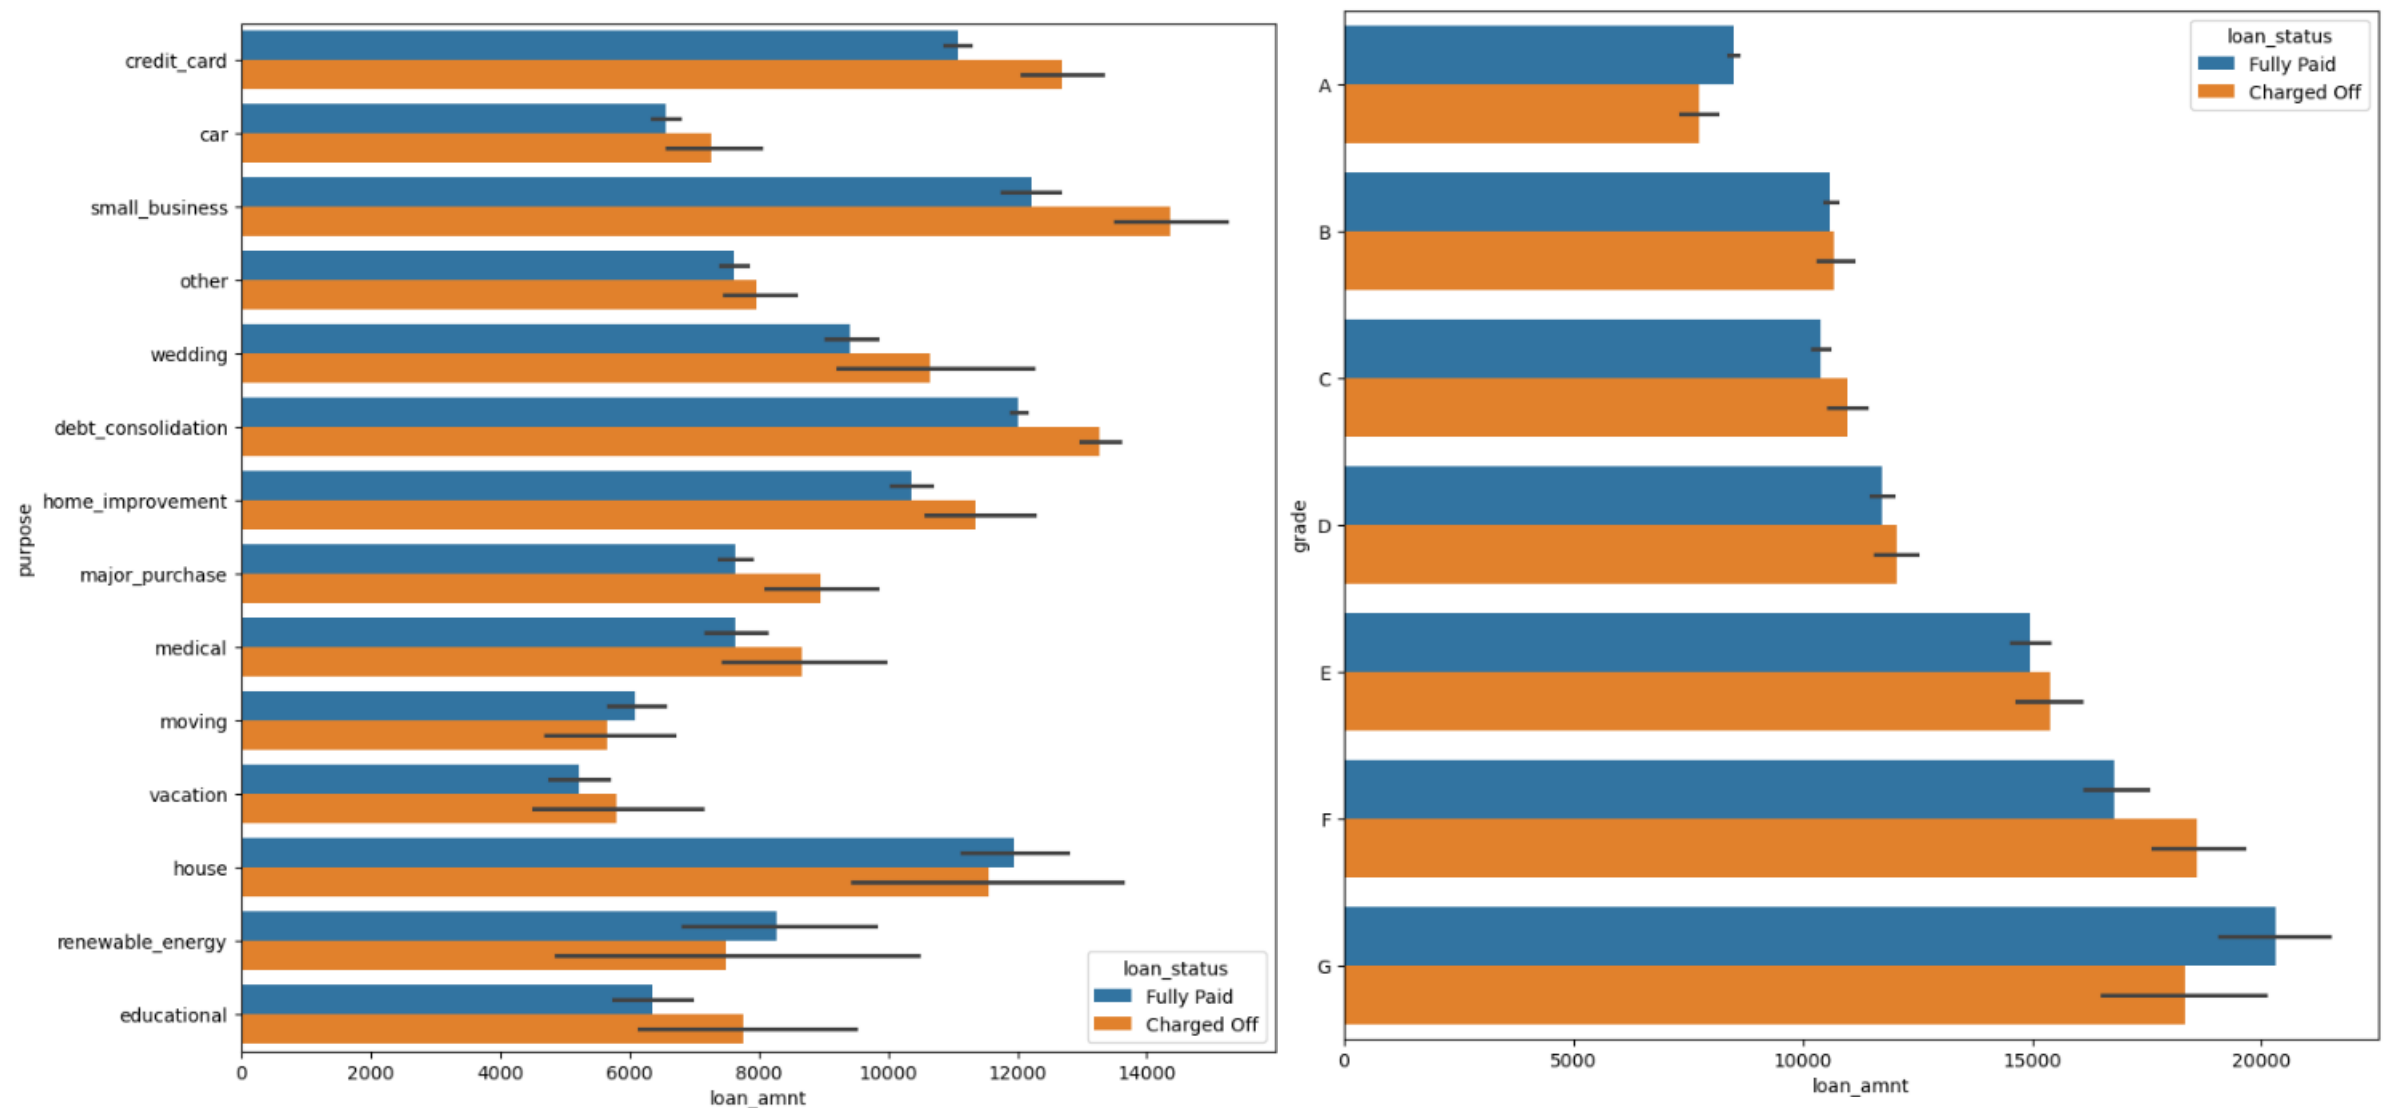 credit_card
car
small_business
other
wedding
debt_consolidation
home_improvement
major_purchase
medical
moving
vacation
house
renewable_energy
educational
purpose
0 2000 4000 6000 8000 10000 12000 14000
loan_amnt
loan_status
Fully Paid
Charged Off
A
B
C
D
E
F
G
grade
0 5000 10000 15000 20000
loan_amnt
loan_status
Fully Paid
Charged Off